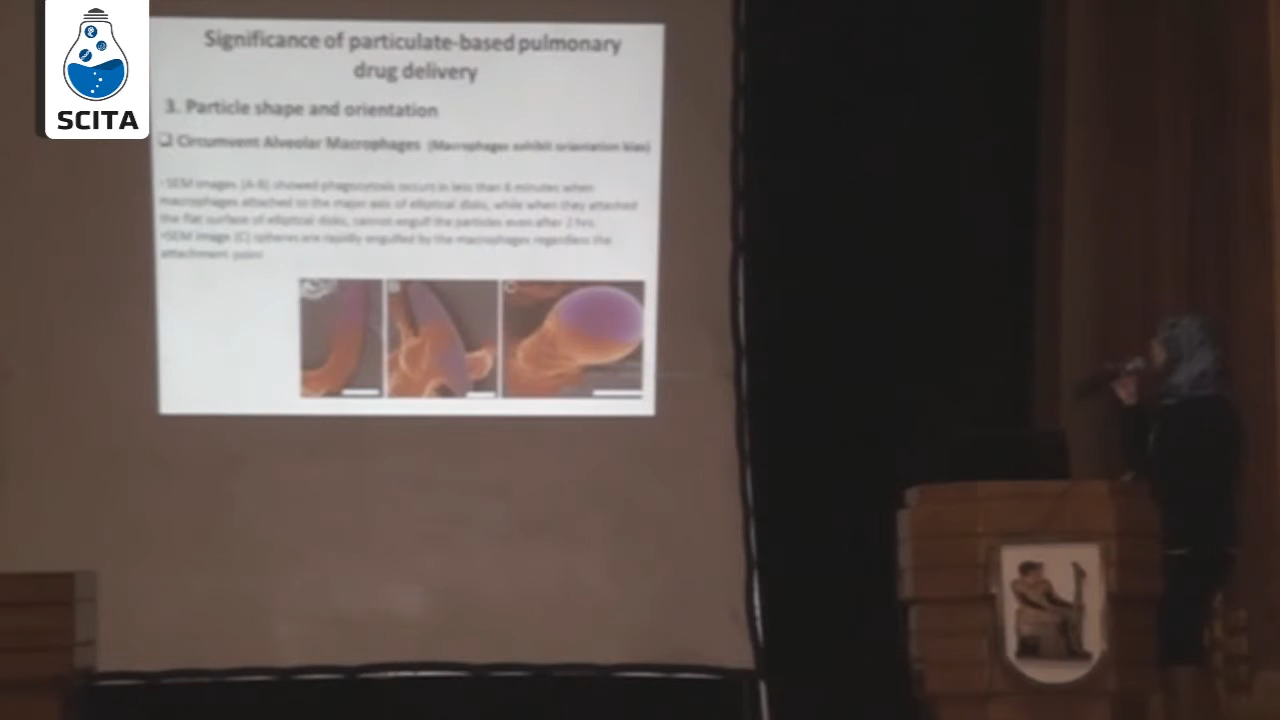 SCITA
Significance of particulate-based pulmonary
drug delivery
3. Particle shape and orientation
❑ Circumvent Alveolar Macrophages (Macrophages exhibit orientation bias)
•SEM images (A-B) showed phagocytosis occurs in less than 6 minutes when
macrophages attached to the major axis of elliptical disks, while when they attached
the flat surface of elliptical disks, cannot engulf the particles even after 2 hrs.
•SEM image (C) spheres are rapidly engulfed by the macrophages regardless the
attachment point
B
C